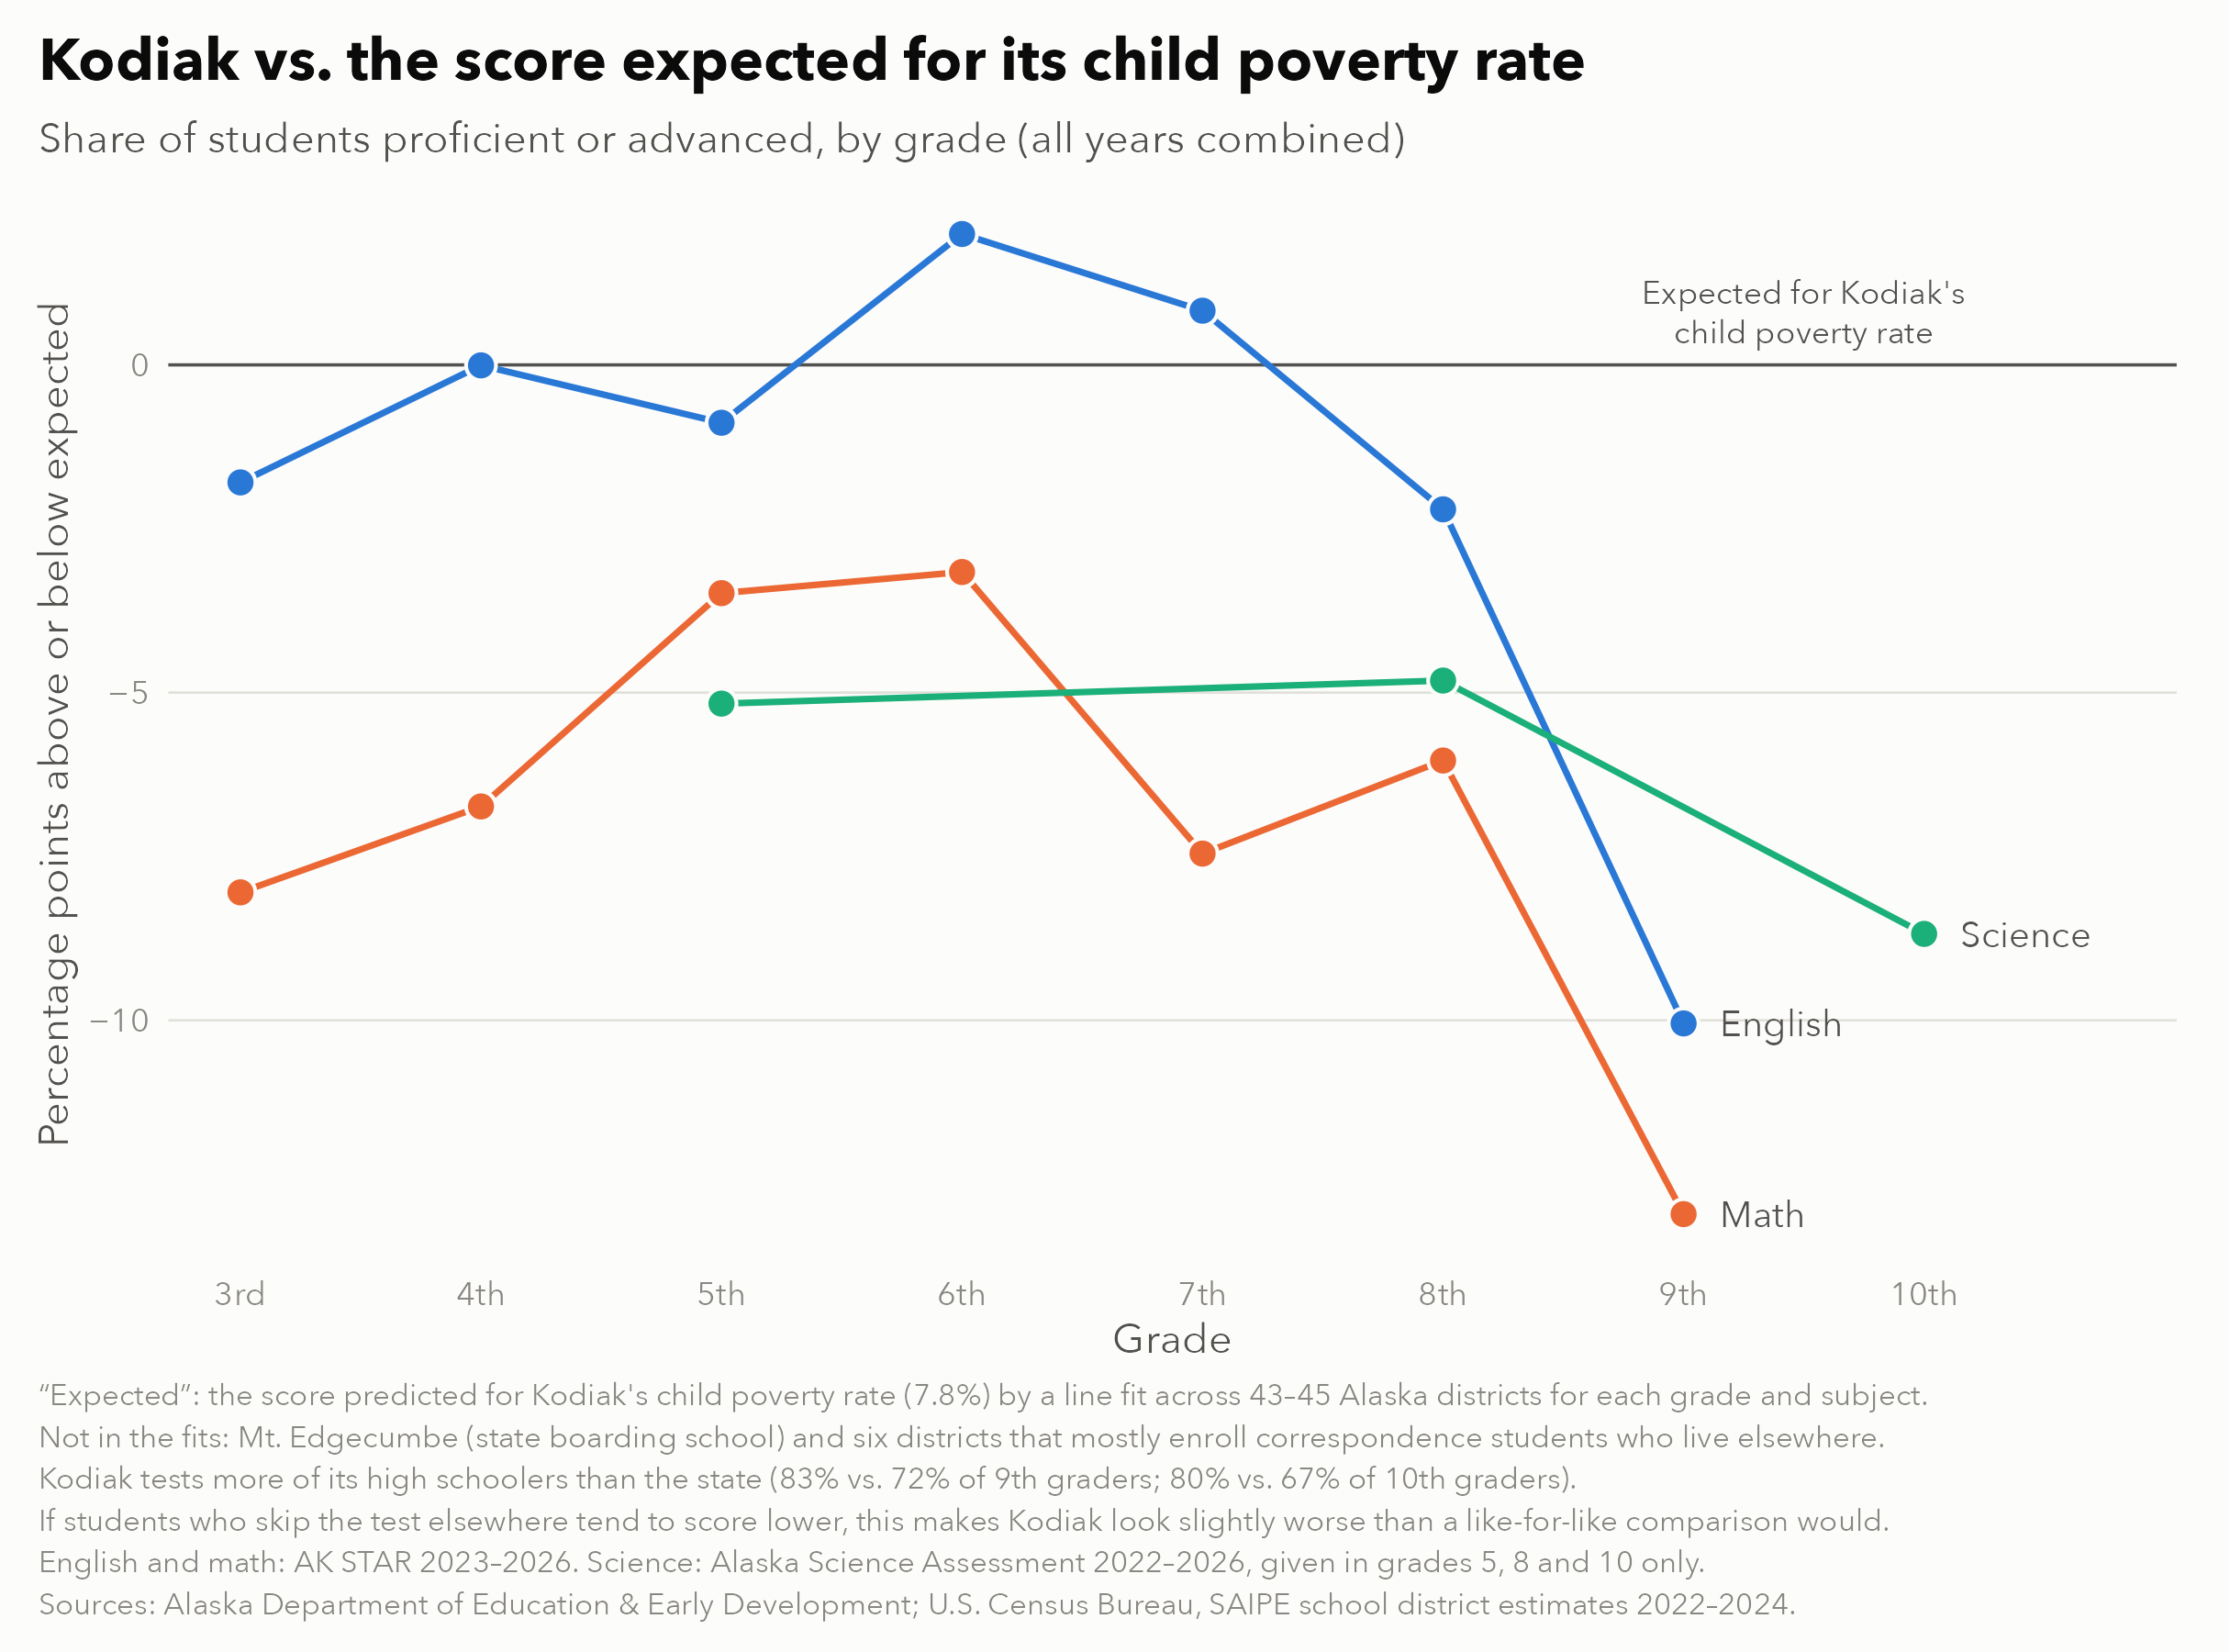 Kodiak vs. the score expected for its child poverty rate
Share of students proficient or advanced, by grade (all years combined)
Percentage points above or below expected
Expected for Kodiak's
child poverty rate
0
−5
−10
Science
English
Math
3rd 4th 5th 6th 7th 8th 9th 10th
Grade
“Expected”: the score predicted for Kodiak's child poverty rate (7.8%) by a line fit across 43–45 Alaska districts for each grade and subject.
Not in the fits: Mt. Edgecumbe (state boarding school) and six districts that mostly enroll correspondence students who live elsewhere.
Kodiak tests more of its high schoolers than the state (83% vs. 72% of 9th graders; 80% vs. 67% of 10th graders).
If students who skip the test elsewhere tend to score lower, this makes Kodiak look slightly worse than a like-for-like comparison would.
English and math: AK STAR 2023–2026. Science: Alaska Science Assessment 2022–2026, given in grades 5, 8 and 10 only.
Sources: Alaska Department of Education & Early Development; U.S. Census Bureau, SAIPE school district estimates 2022–2024.